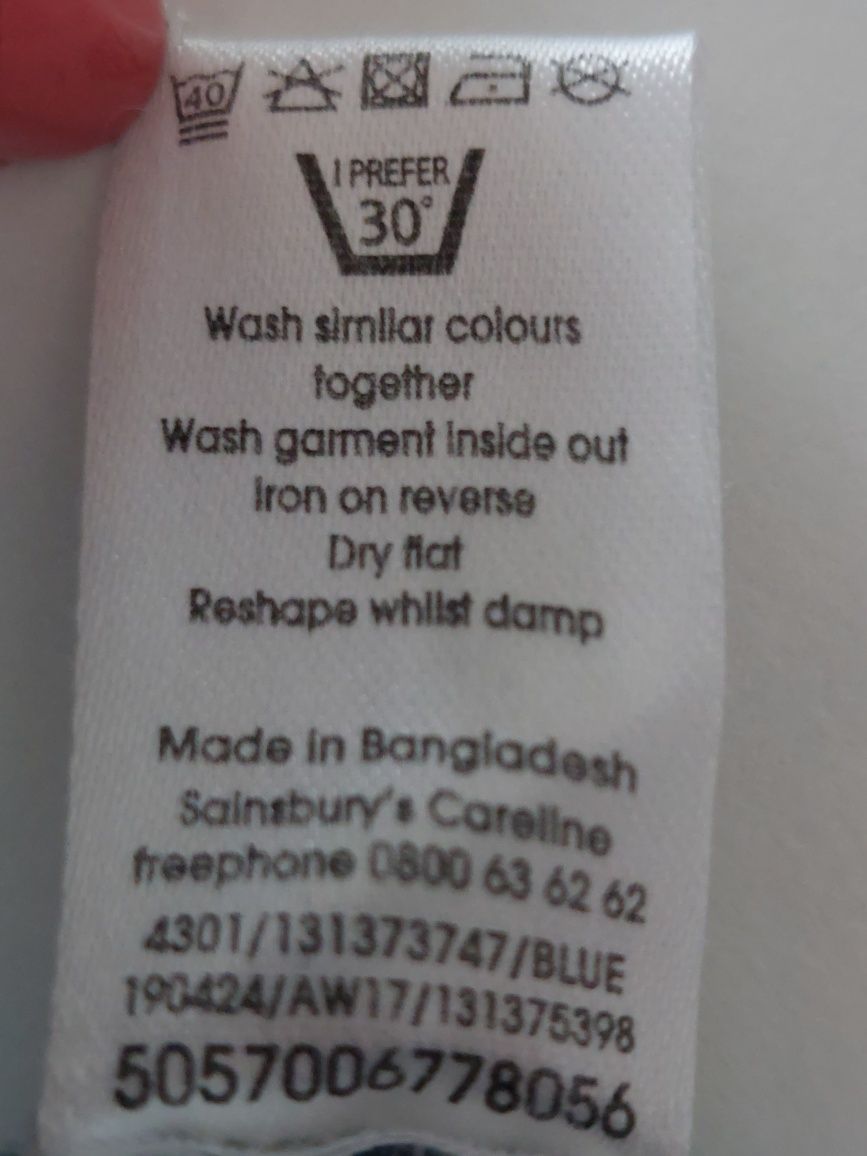 40
I PREFER
30°
Wash similar colours
together
Wash garment inside out
Iron on reverse
Dry flat
Reshape whilst damp
Made in Bangladesh
Sainsbury's Careline
freephone 0800 63 62 62
4301/131373747/BLUE
190424/AW17/131375398
5057006778056